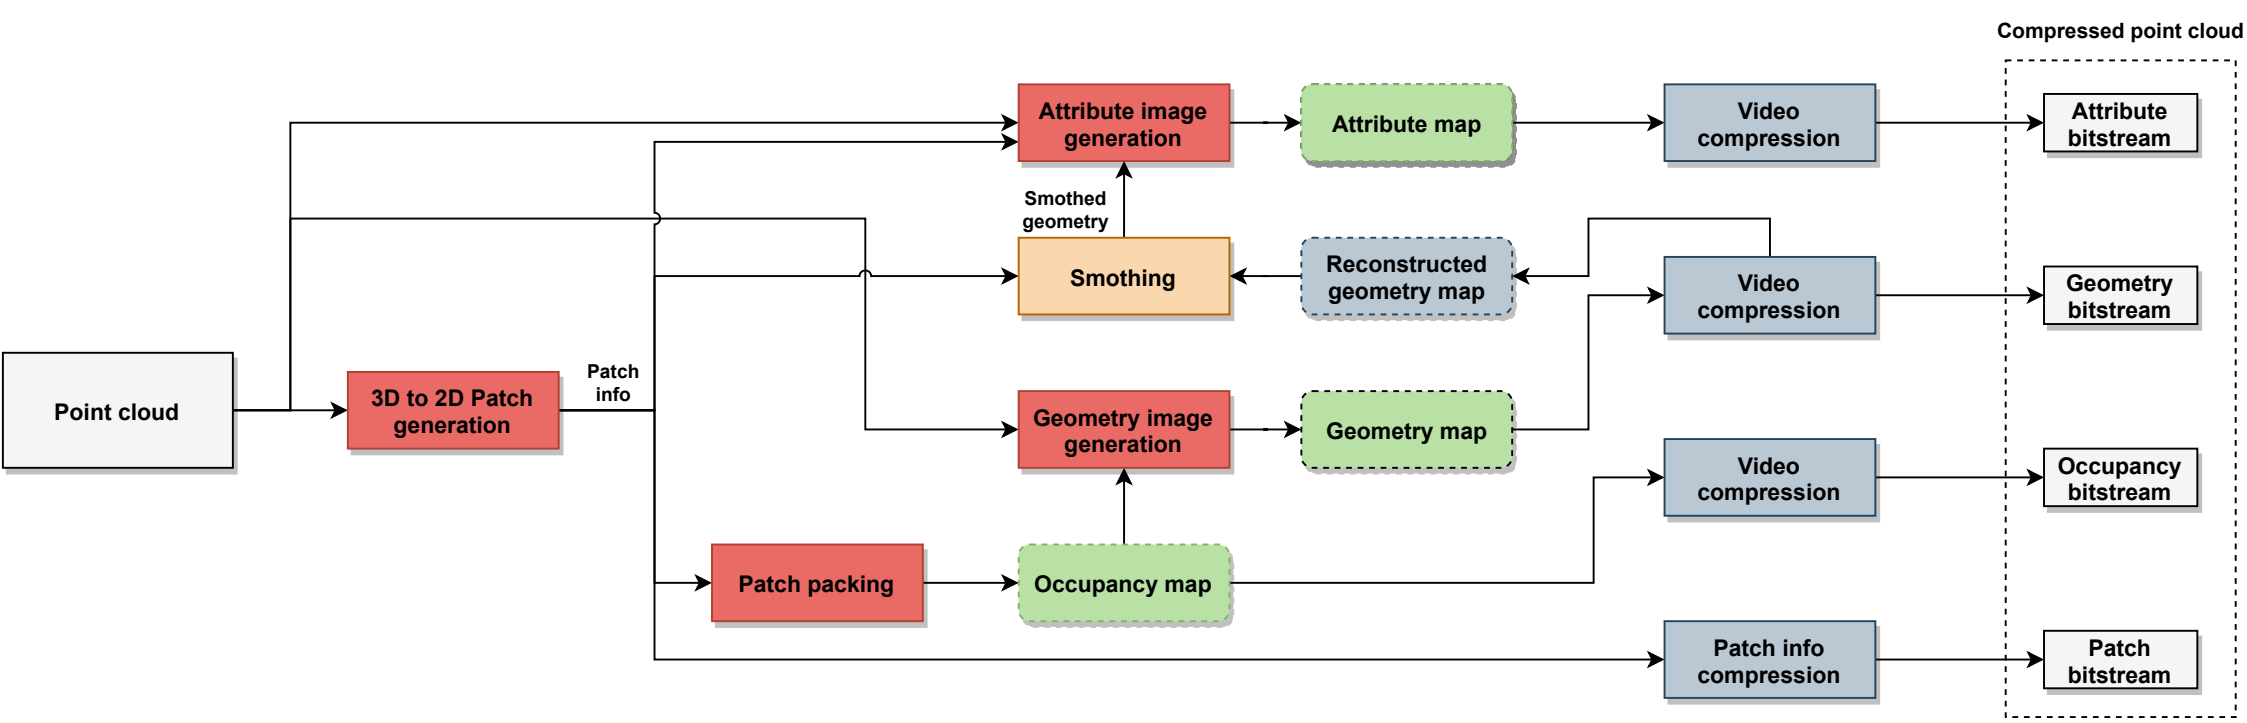 Compressed point cloud
Attribute image
generation
Attribute map
Video
compression
Attribute
bitstream
Smothed
geometry
Smothing
Reconstructed
geometry map
Video
compression
Geometry
bitstream
Point cloud
3D to 2D Patch
generation
Patch
info
Geometry image
generation
Geometry map
Video
compression
Occupancy
bitstream
Patch packing
Occupancy map
Patch info
compression
Patch
bitstream